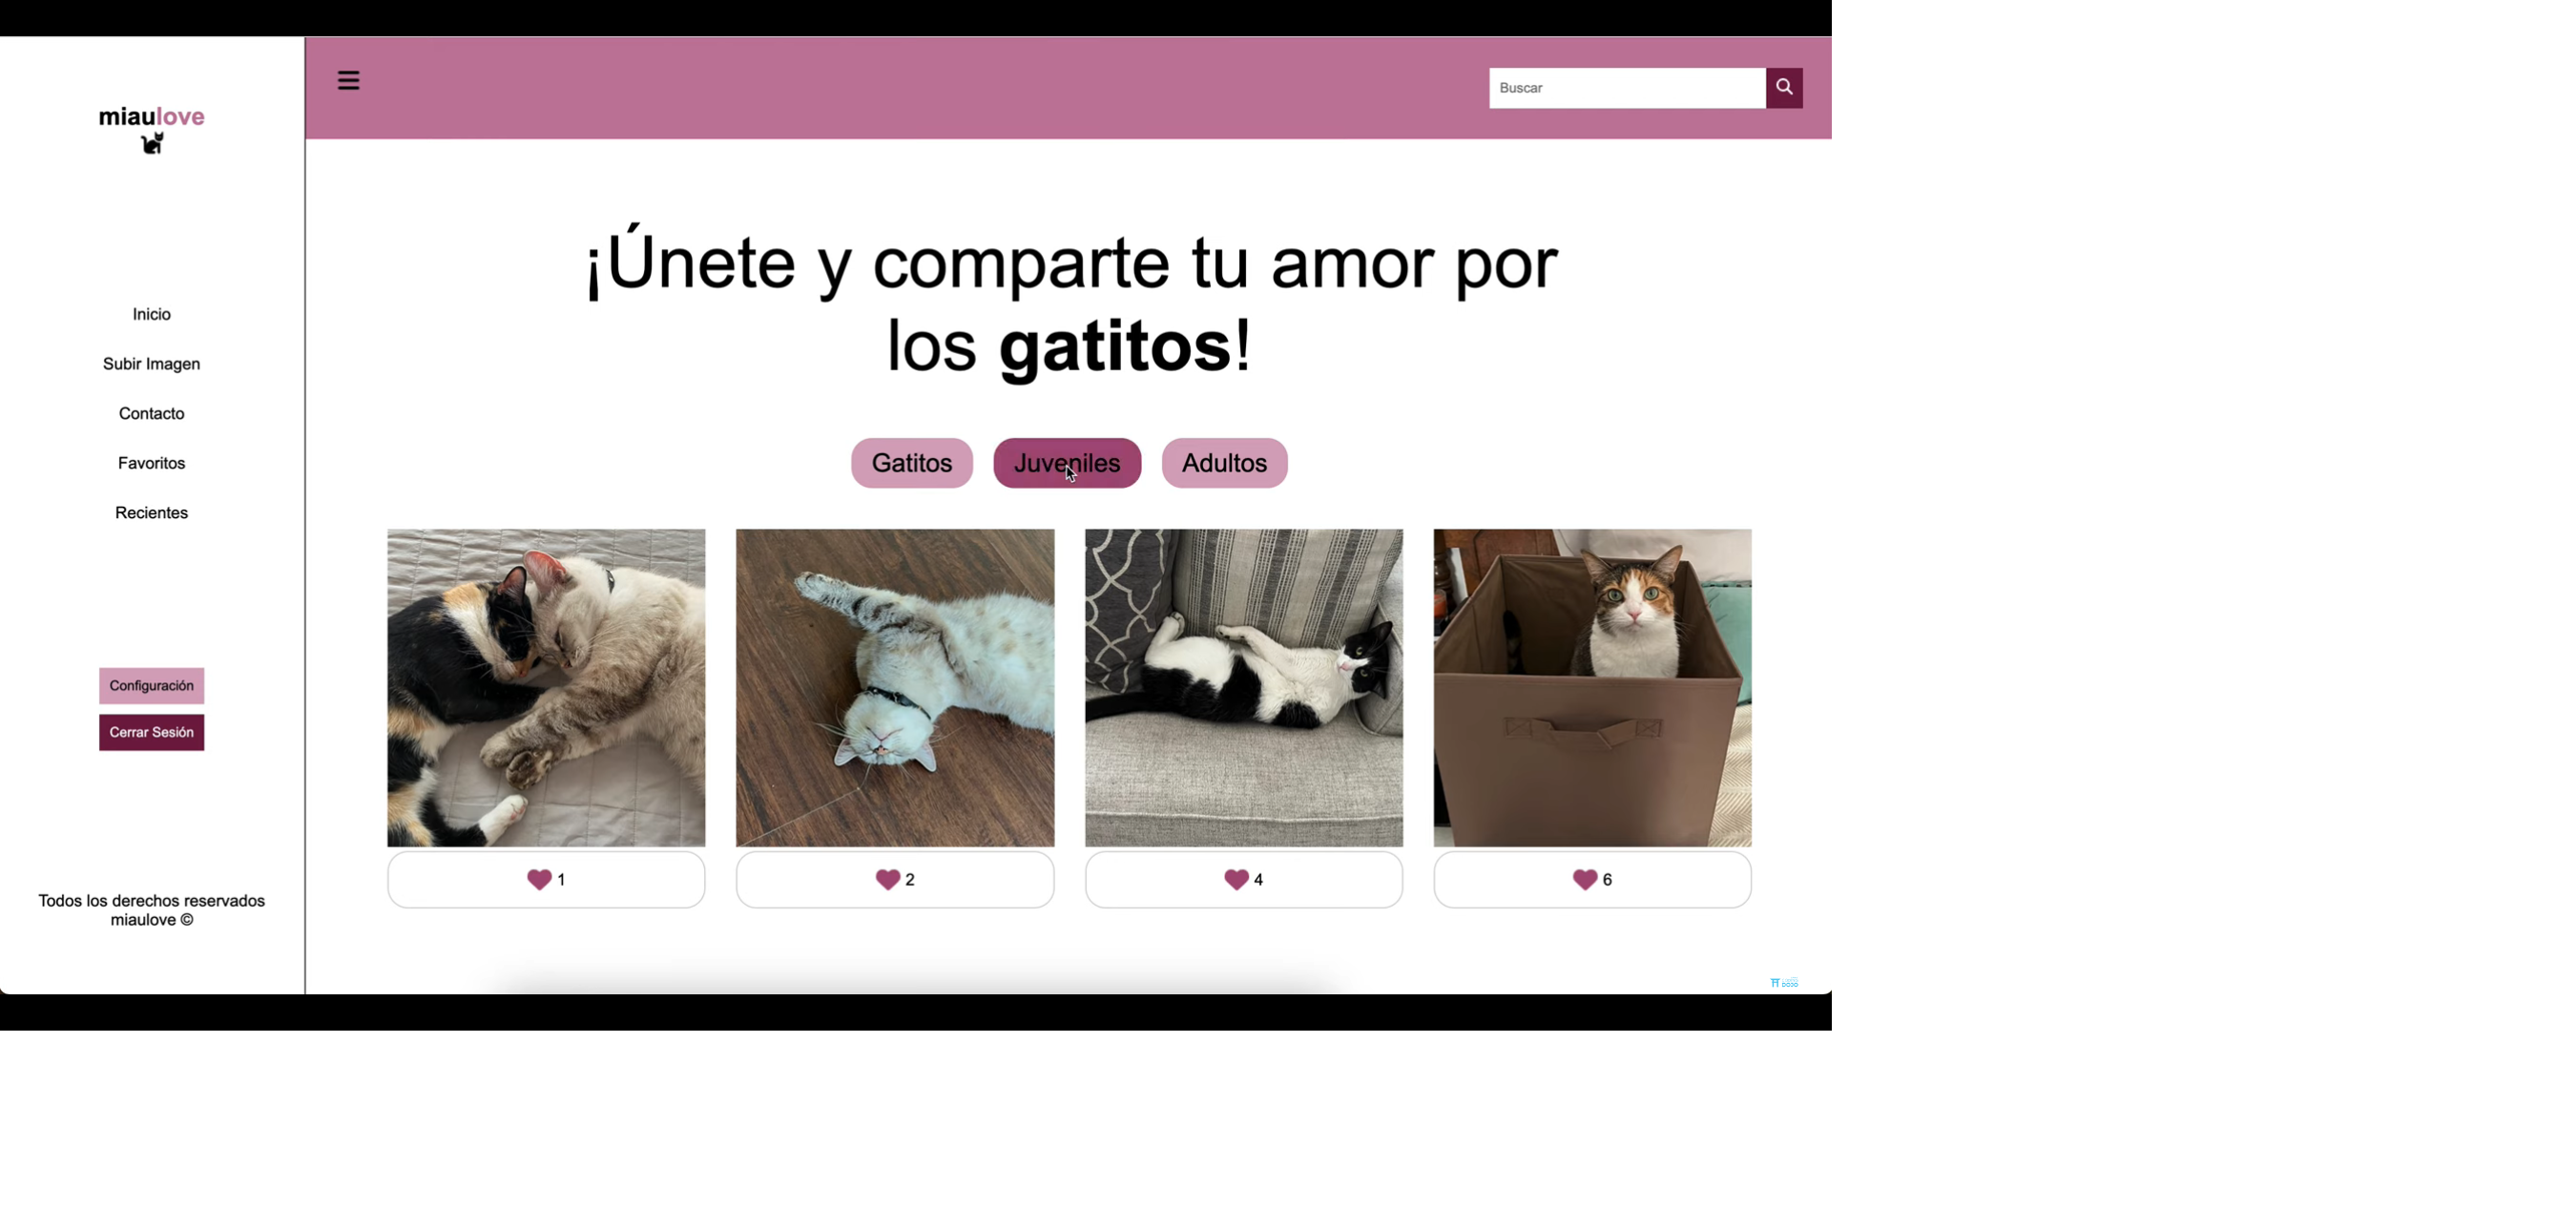 miaulove
Inicio
Subir Imagen
Contacto
Favoritos
Recientes
Configuración
Cerrar Sesión
Todos los derechos reservados
miaulove ©
Buscar
¡Únete y comparte tu amor por
los gatitos!
Gatitos
Juveniles
Adultos
1
2
4
6